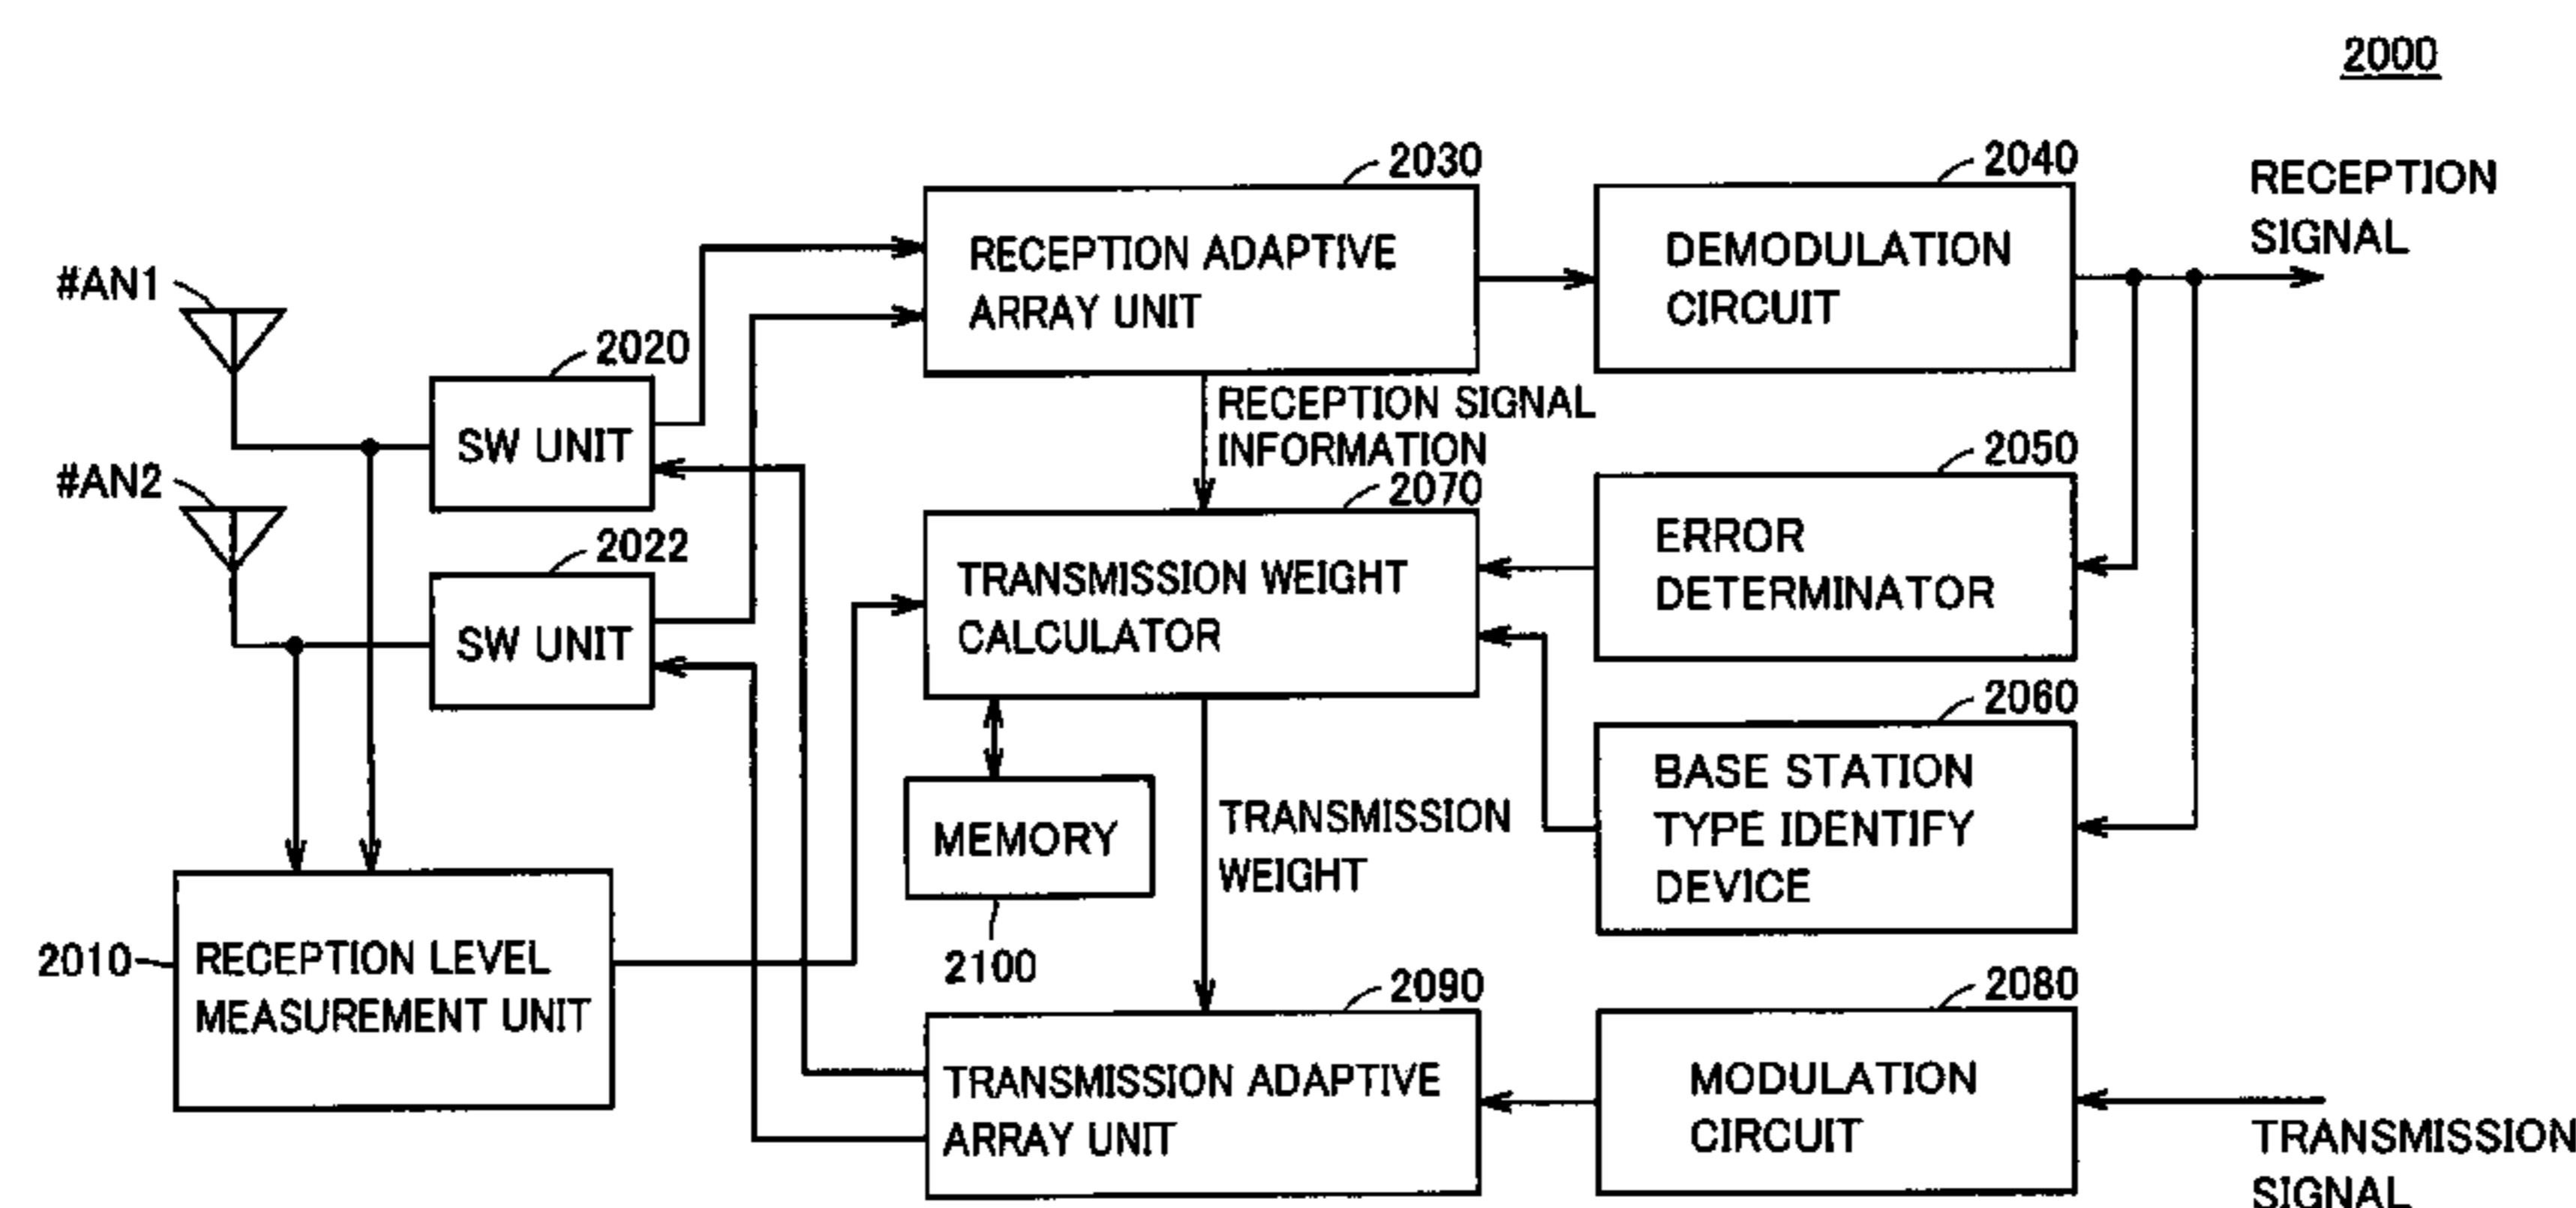 2000
2030
2040
RECEPTION
SIGNAL
RECEPTION ADAPTIVE
ARRAY UNIT
DEMODULATION
CIRCUIT
#AN1
2020
SW UNIT
RECEPTION SIGNAL
INFORMATION
2050
#AN2
2070
ERROR
DETERMINATOR
2022
SW UNIT
TRANSMISSION WEIGHT
CALCULATOR
2060
BASE STATION
TYPE IDENTIFY
DEVICE
MEMORY
2100
TRANSMISSION
WEIGHT
2010
RECEPTION LEVEL
MEASUREMENT UNIT
2090
2080
TRANSMISSION ADAPTIVE
ARRAY UNIT
MODULATION
CIRCUIT
TRANSMISSION
SIGNAL